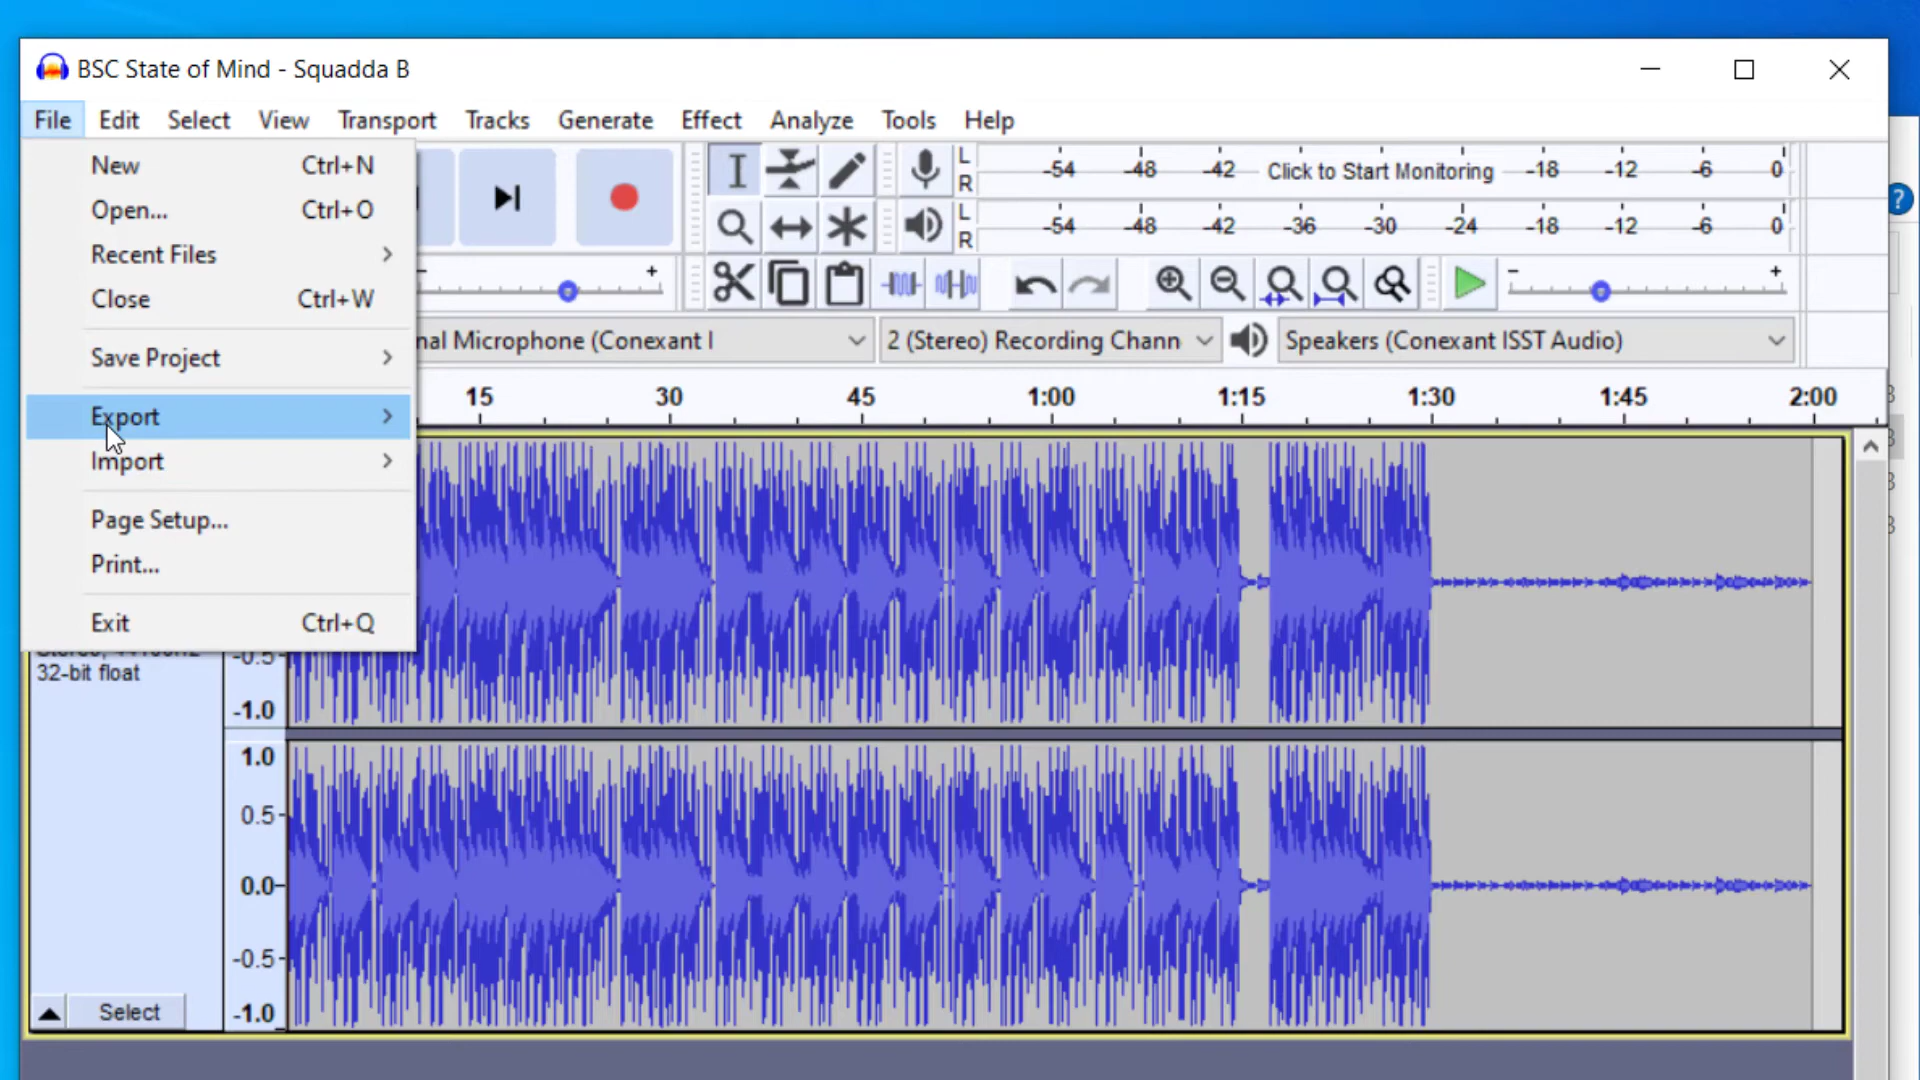 BSC State of Mind - Squadda B
File Edit Select View Transport Tracks Generate Effect Analyze Tools Help
New Ctrl+N
Open... Ctrl+O
Recent Files
Close Ctrl+W
Save Project
Export
Import
Page Setup...
Print...
Exit Ctrl+Q
L
R
-54 -48 -42 Click to Start Monitoring -18 -12 -6 0
L
R
-54 -48 -42 -36 -30 -24 -18 -12 -6 0
- +
- +
nal Microphone (Conexant I 2 (Stereo) Recording Chann Speakers (Conexant ISST Audio)
15 30 45 1:00 1:15 1:30 1:45 2:00
32-bit float
-0.5
-1.0
1.0
0.5
0.0
-0.5
-1.0
Select
?